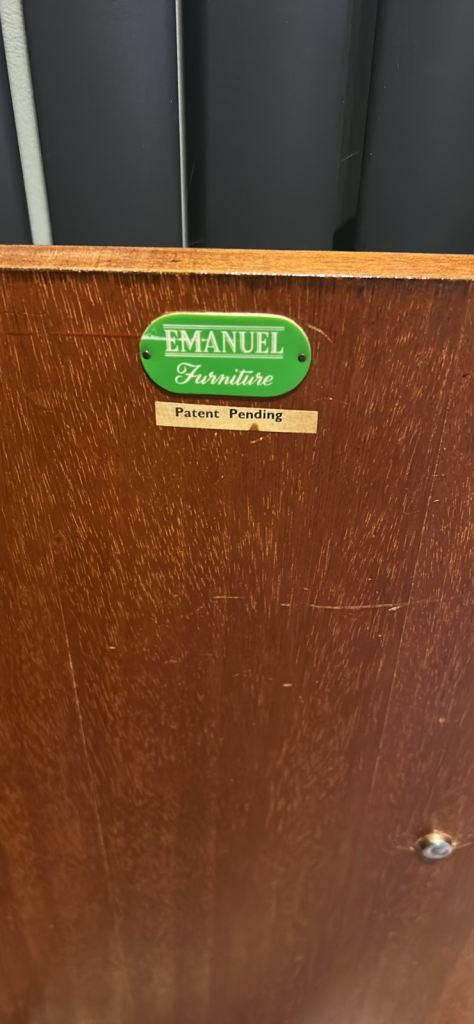 EMANUEL
Furniture
Patent Pending